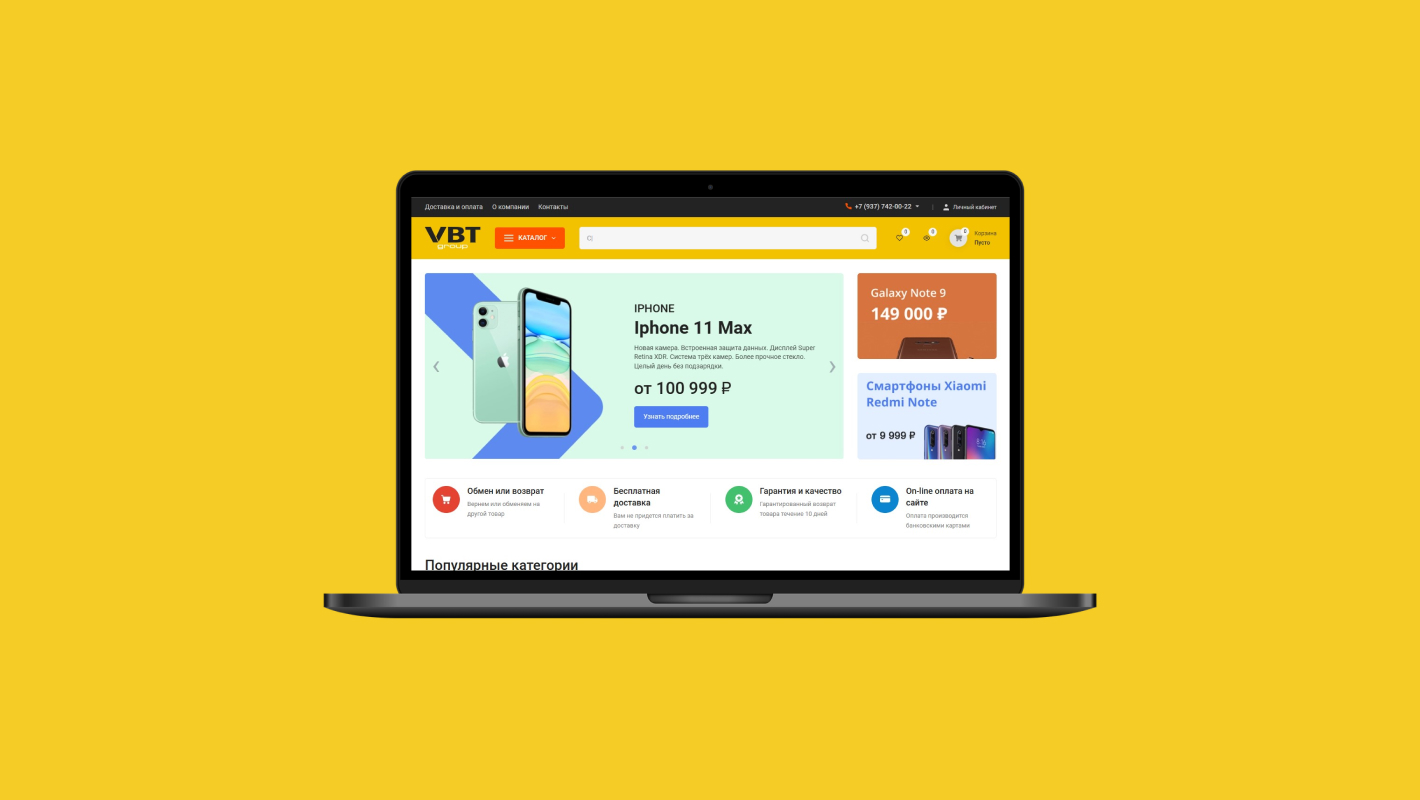 Доставка и оплата О компании Контакты +7 (937) 742-00-22 Личный кабинет
VBT
group
КАТАЛОГ
0
0
0
Корзина
Пусто
IPHONE
Iphone 11 Max
Новая камера. Встроенная защита данных. Дисплей Super
Retina XDR. Система трёх камер. Более прочное стекло.
Целый день без подзарядки.
от 100 999 ₽
Узнать подробнее
Galaxy Note 9
149 000 ₽
Смартфоны Xiaomi
Redmi Note
от 9 999 ₽
Обмен или возврат
Вернем или обменяем на
другой товар
Бесплатная
доставка
Вам не придется платить за
доставку
Гарантия и качество
Гарантированный возврат
товара течение 10 дней
On-line оплата на
сайте
Оплата производится
банковскими картами
Популярные категории